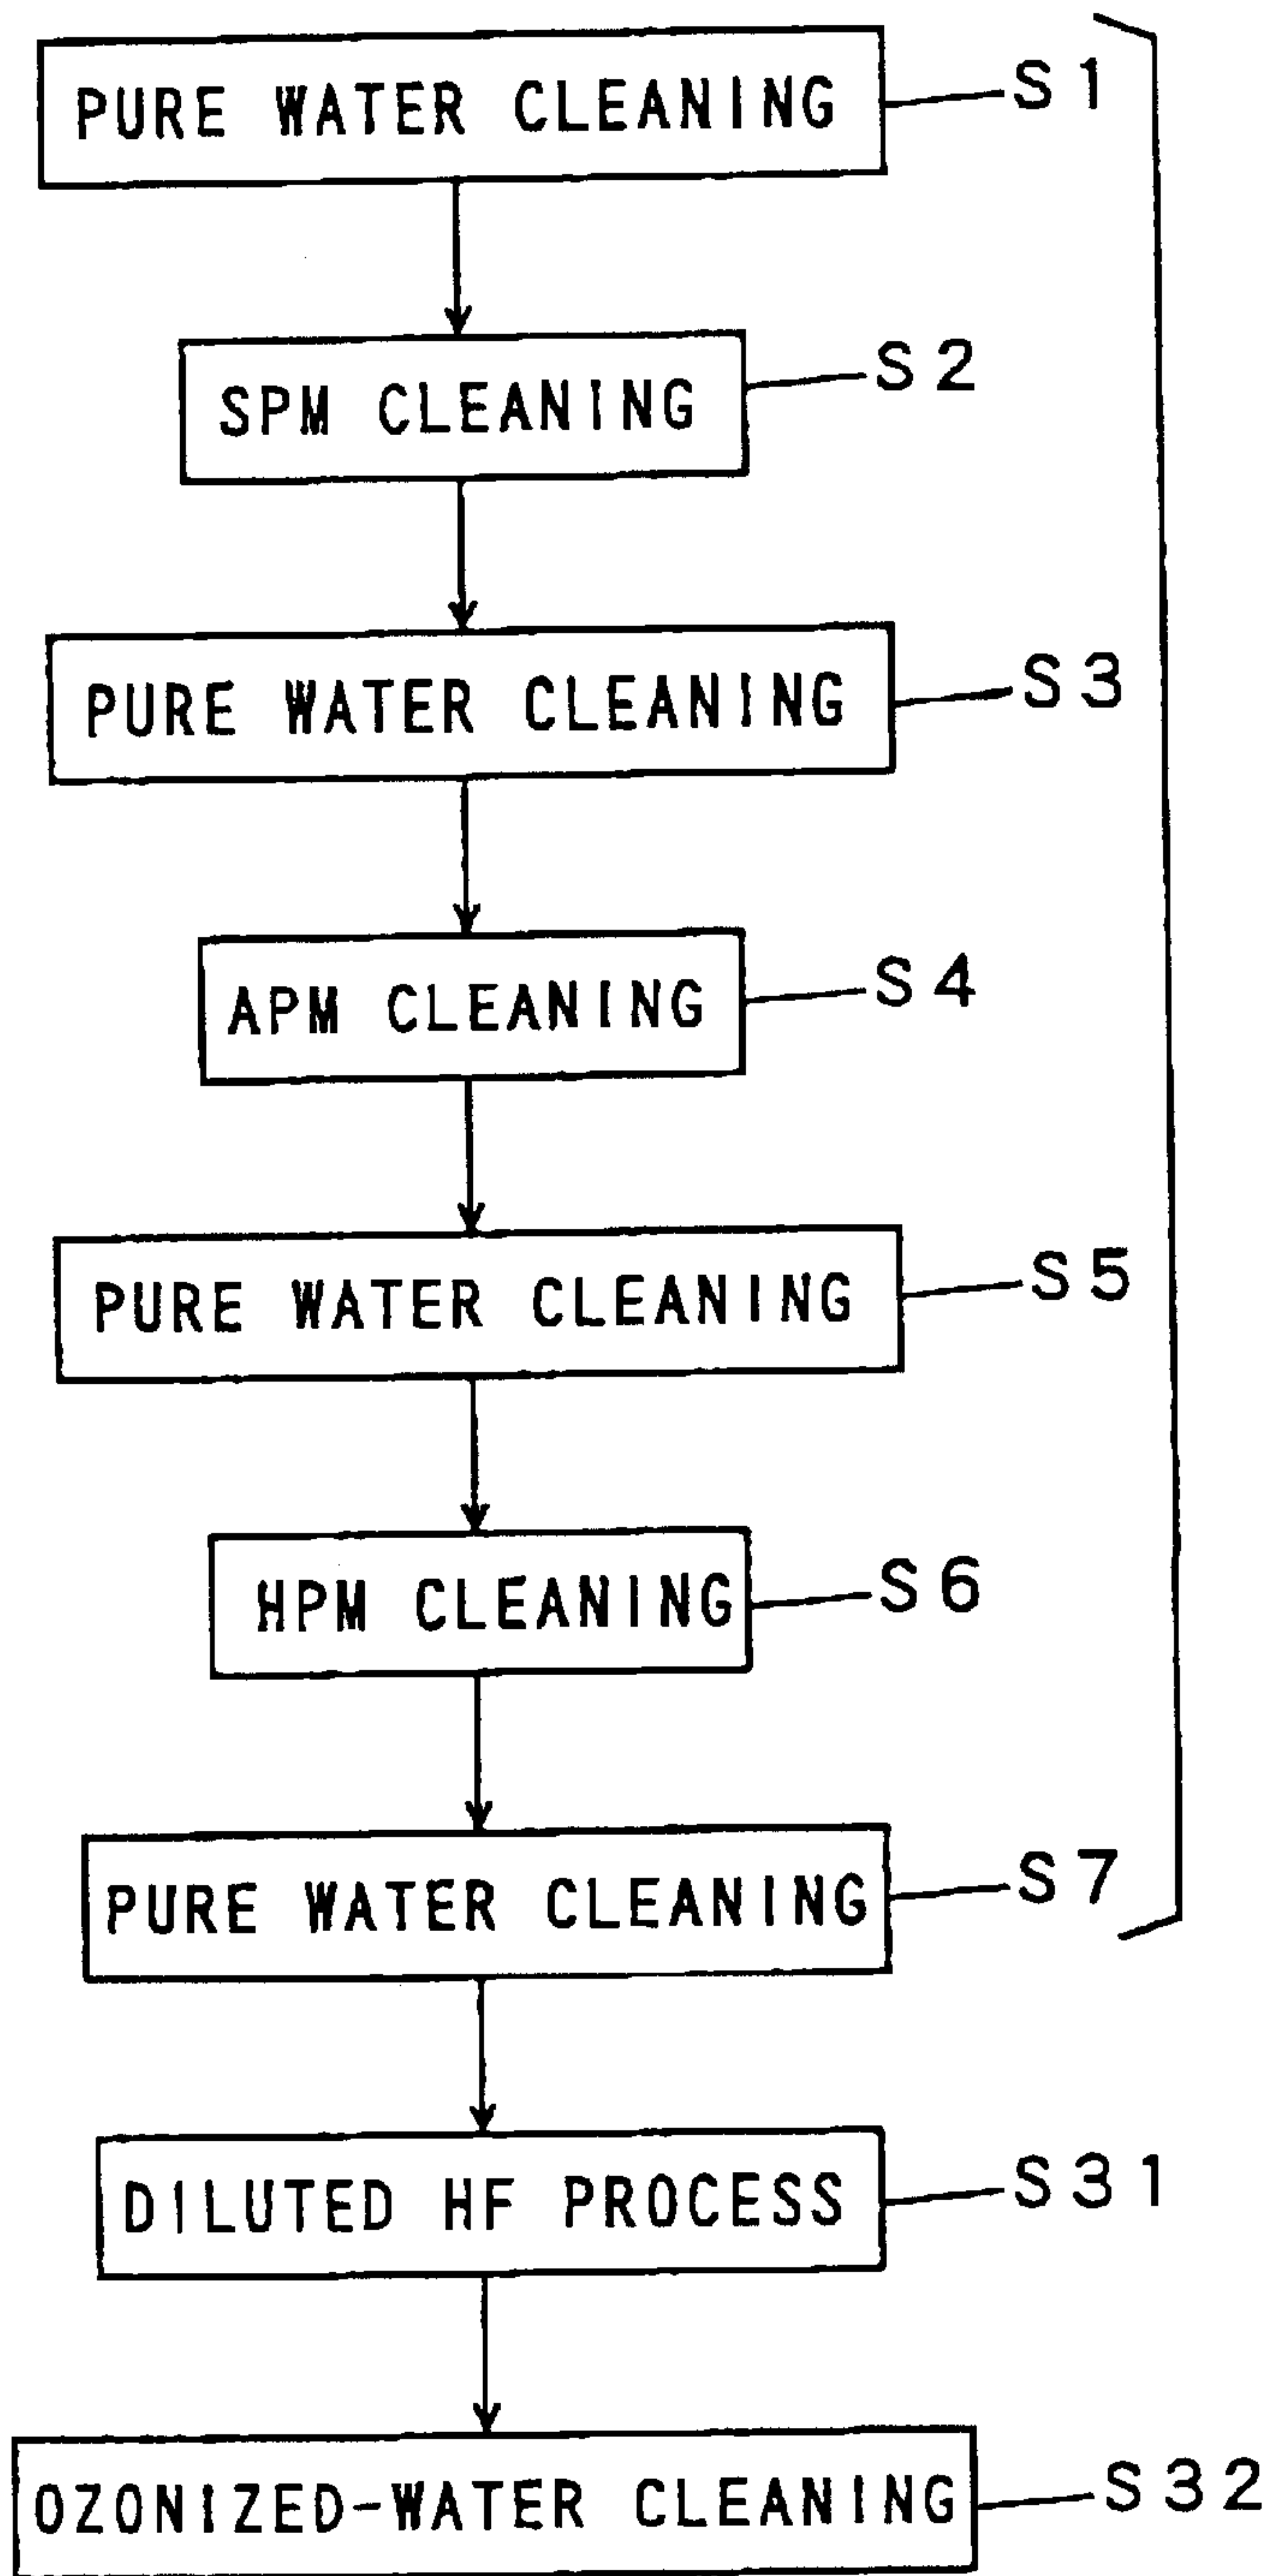 PURE WATER CLEANING S1
SPM CLEANING S2
PURE WATER CLEANING S3
APM CLEANING S4
PURE WATER CLEANING S5
HPM CLEANING S6
PURE WATER CLEANING S7
DILUTED HF PROCESS S31
OZONIZED-WATER CLEANING S32